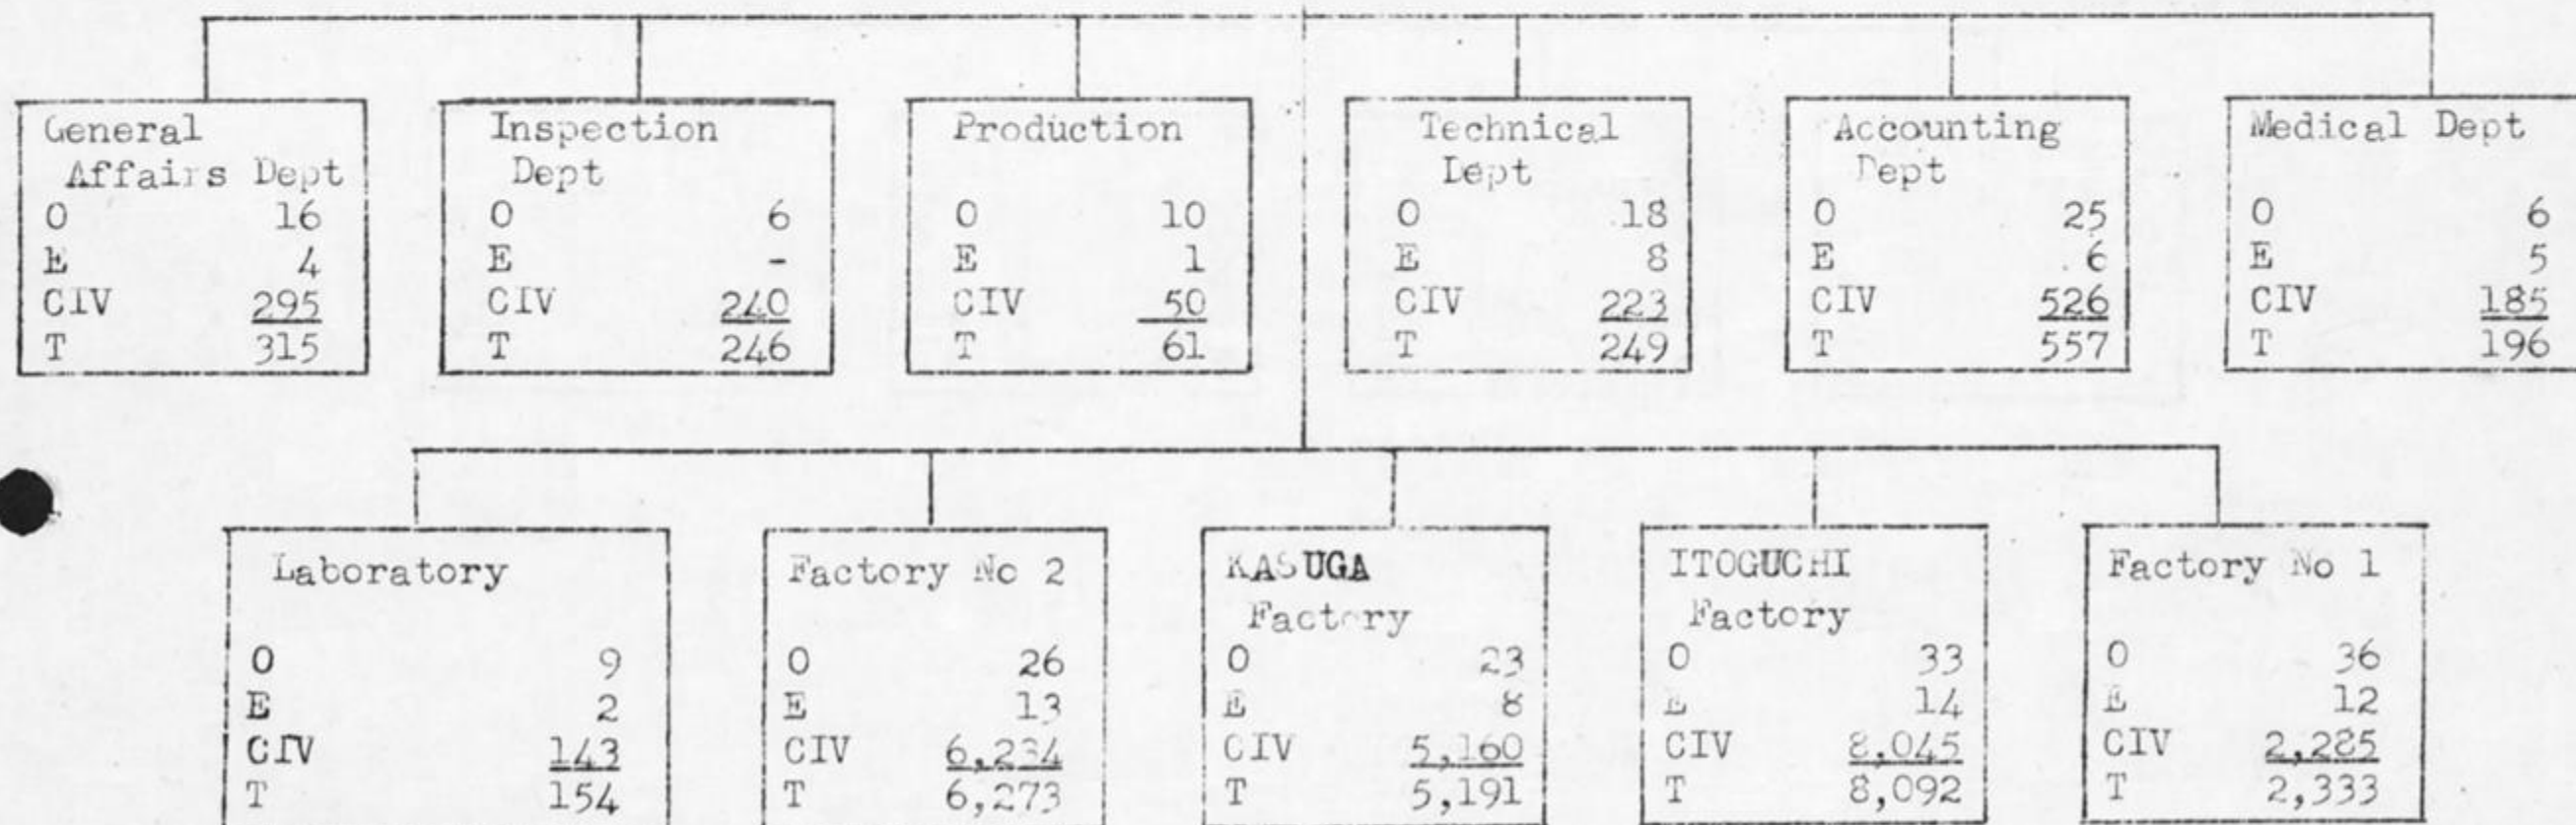 General
Affairs Dept
O 16
E 4
CIV 295
T 315
Inspection
Dept
O 6
E -
CIV 240
T 246
Production
O 10
E 1
CIV 50
T 61
Technical
Dept
O 18
E 8
CIV 223
T 249
Accounting
Dept
O 25
E 6
CIV 526
T 557
Medical Dept
O 6
E 5
CIV 185
T 196
Laboratory
O 9
E 2
CIV 143
T 154
Factory No 2
O 26
E 13
CIV 6,234
T 6,273
KASUGA
Factory
O 23
E 8
CIV 5,160
T 5,191
ITOGUCHI
Factory
O 33
E 14
CIV 8,045
T 8,092
Factory No 1
O 36
E 12
CIV 2,285
T 2,333